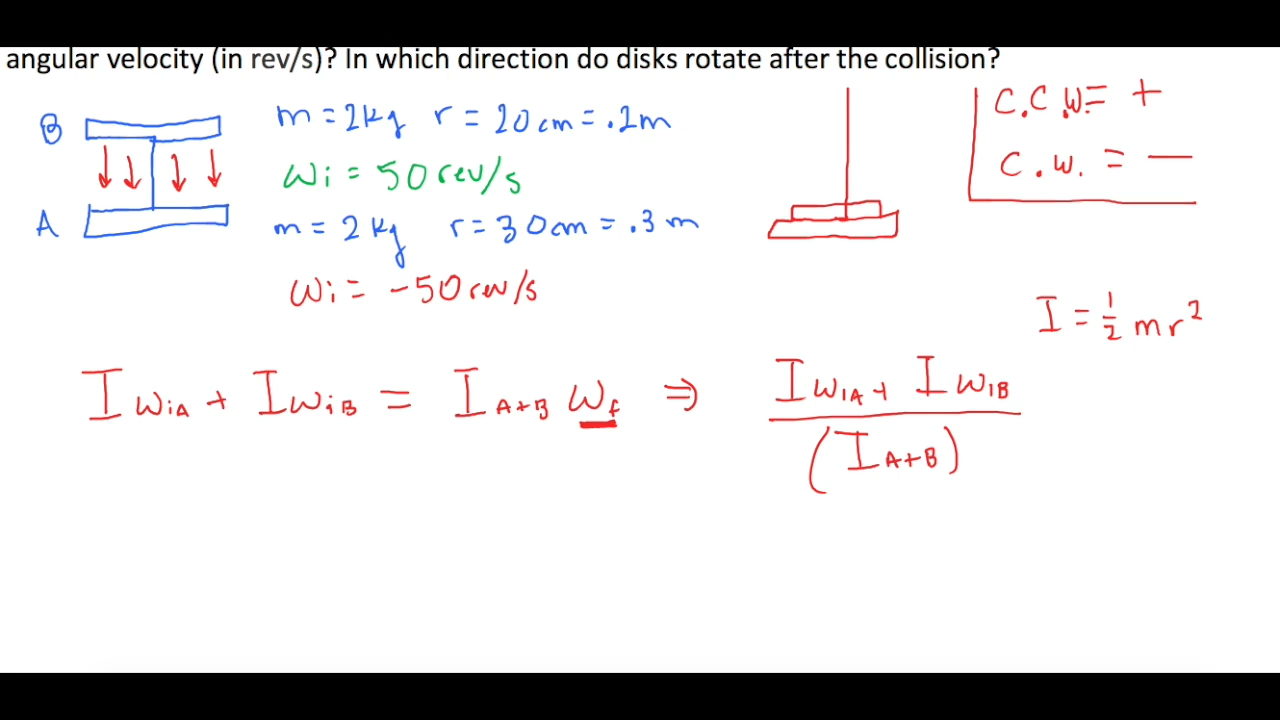 angular velocity (in rev/s)? In which direction do disks rotate after the collision?
C.C.W. = +
B m = 2kg r = 20cm = .2m
C.W. = —
ωi = 50 rev/s
A m = 2kg r = 30cm = .3m
ωi = -50 rev/s
I = 1/2 mr²
IωiA + IωiB = IA+B ωf ⇒ IωiA + IωiB / (IA+B)